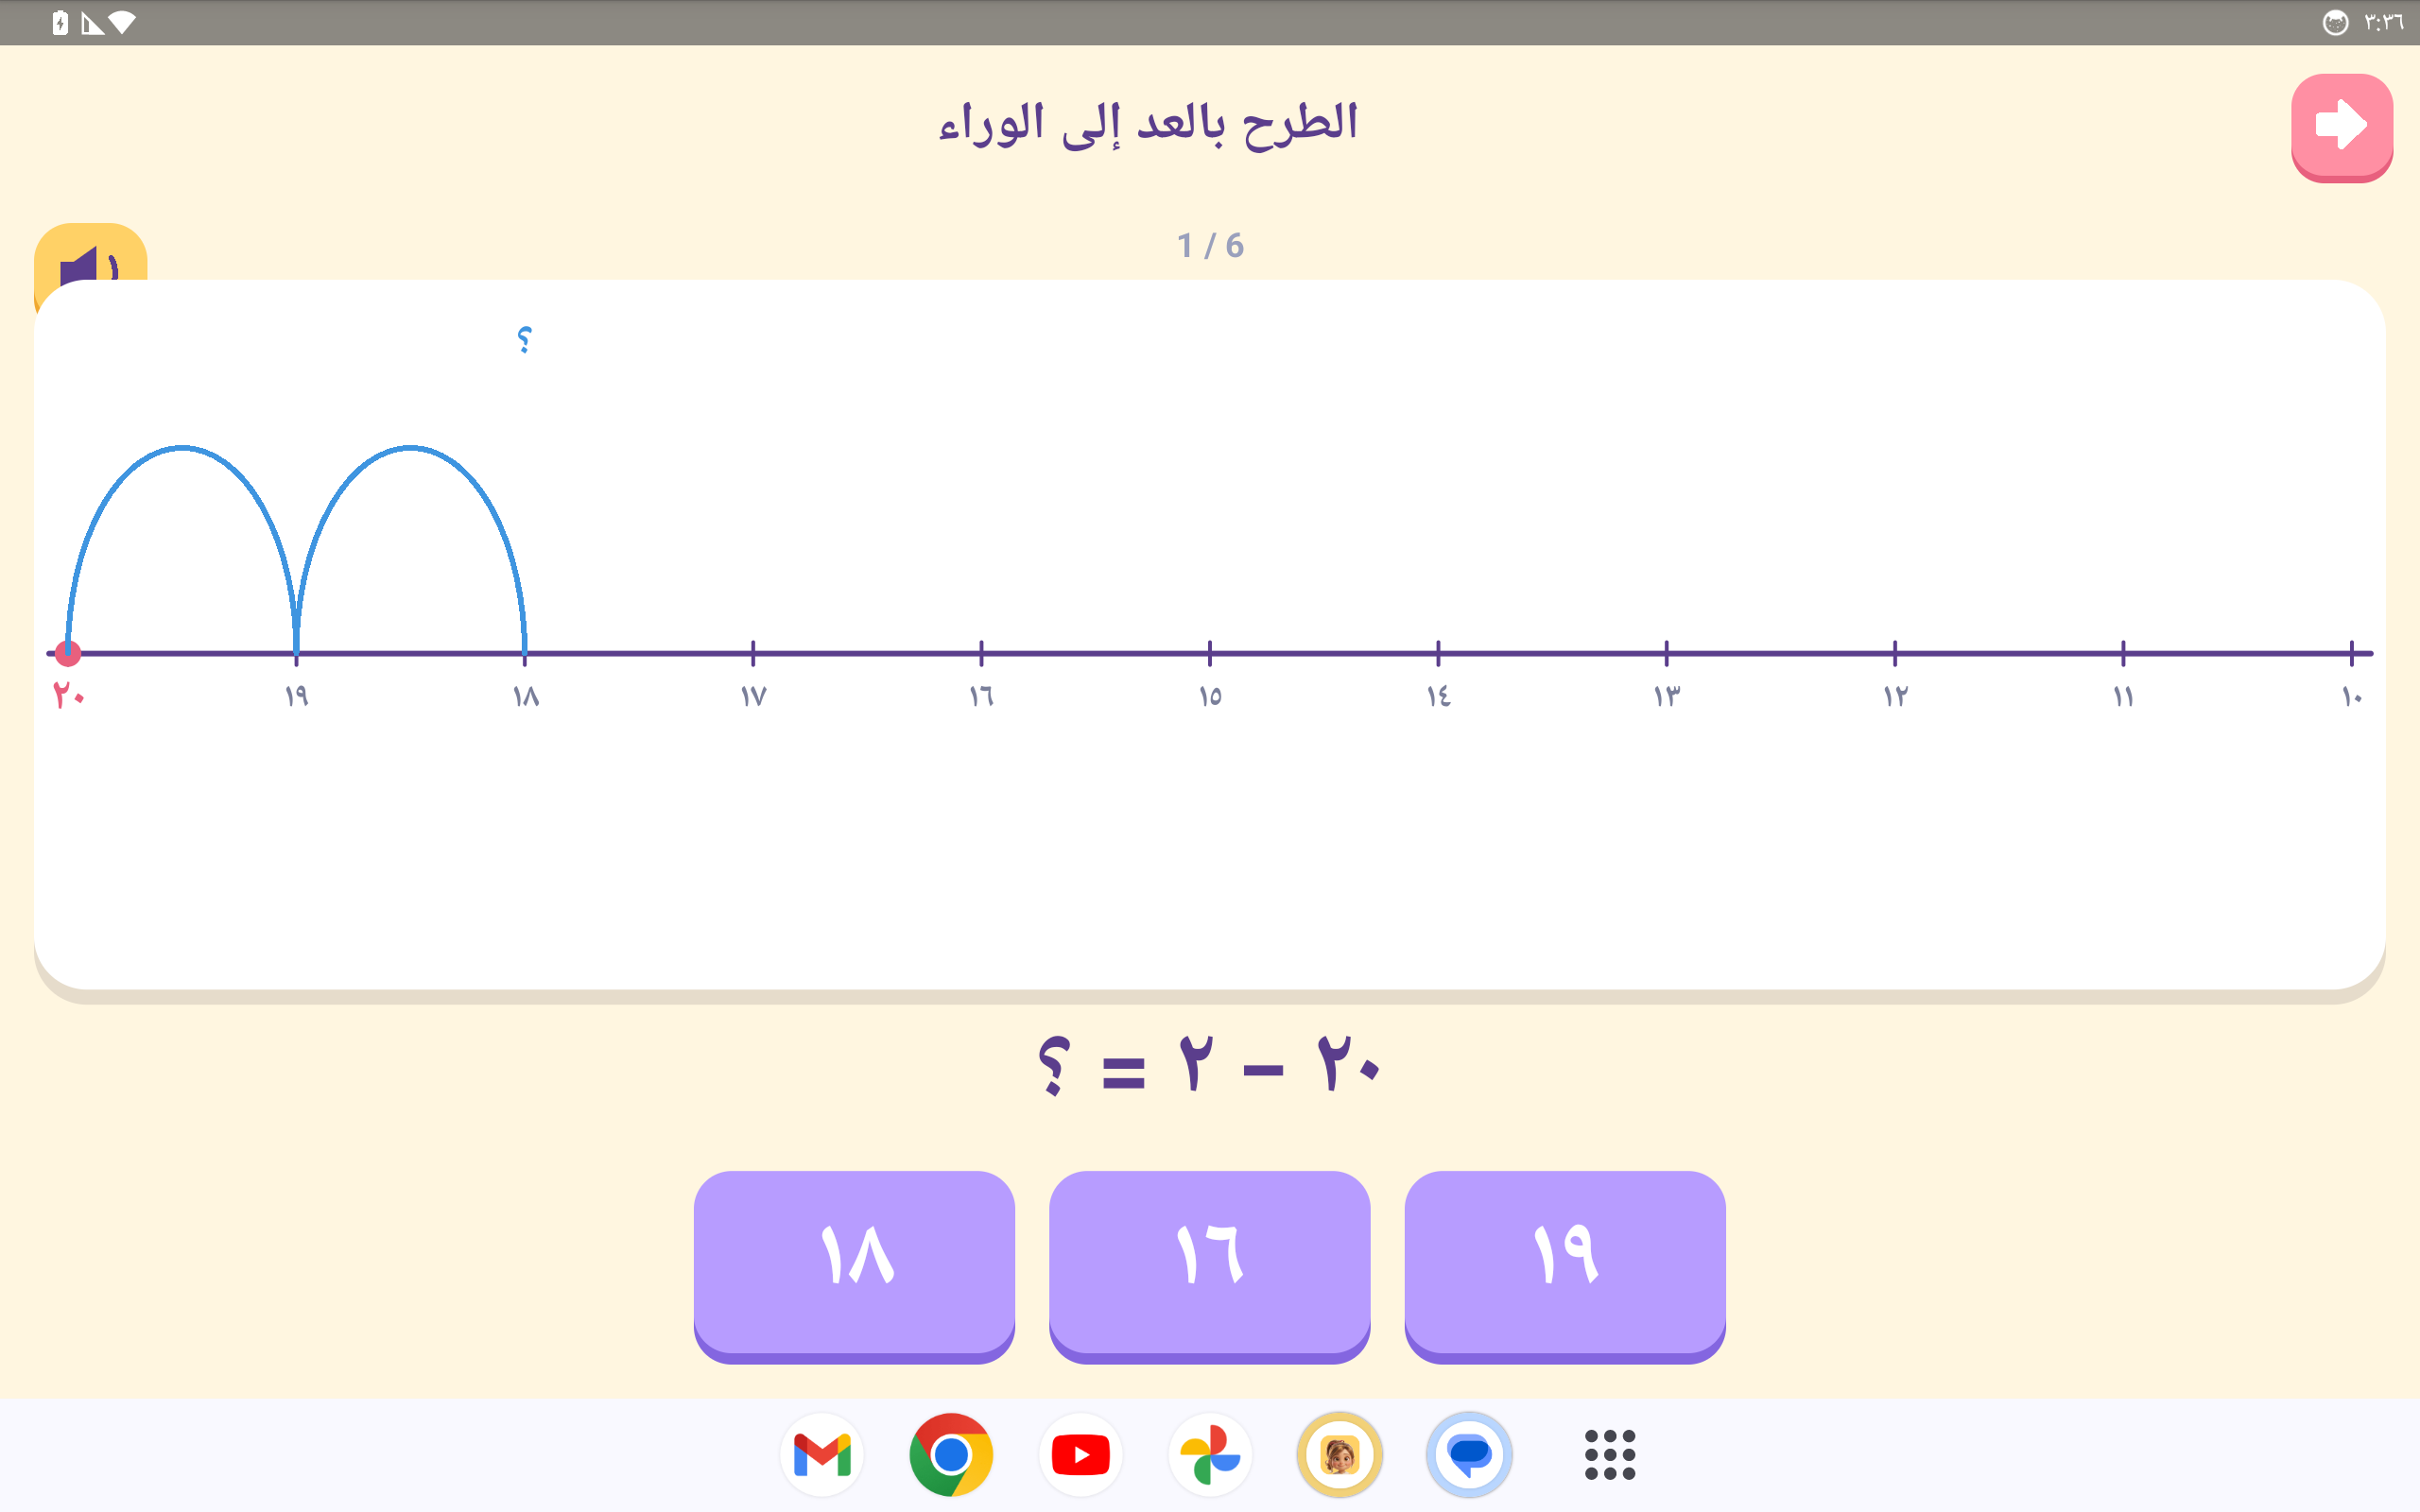 ٣:٣٦
الطرح بالعد إلى الوراء
1 / 6
؟
١٠ ١١ ١٢ ١٣ ١٤ ١٥ ١٦ ١٧ ١٨ ١٩ ٢٠
٢٠ − ٢ = ؟
١٩ ١٦ ١٨